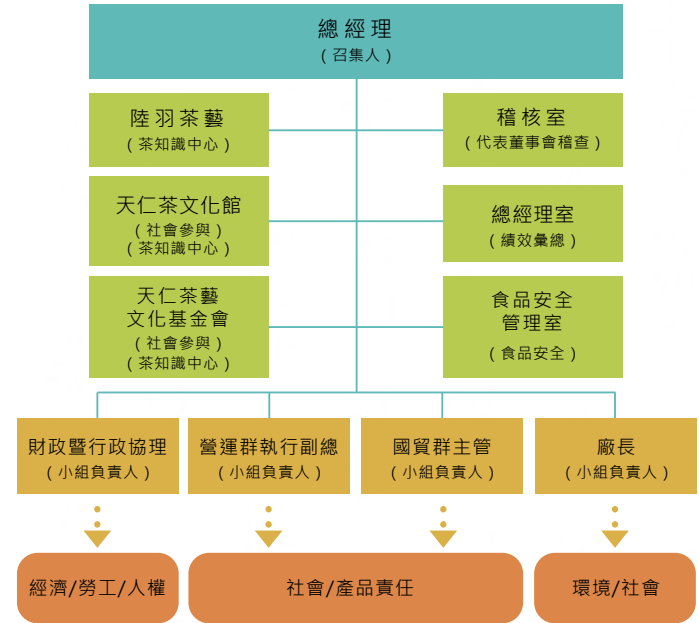 總經理
(召集人)
陸羽茶藝
(茶知識中心)
稽核室
(代表董事會稽查)
天仁茶文化館
(社會參與)
(茶知識中心)
總經理室
(績效彙總)
天仁茶藝
文化基金會
(社會參與)
(茶知識中心)
食品安全
管理室
(食品安全)
財政暨行政協理
(小組負責人)
營運群執行副總
(小組負責人)
國貿群主管
(小組負責人)
廠長
(小組負責人)
經濟/勞工/人權
社會/產品責任
環境/社會